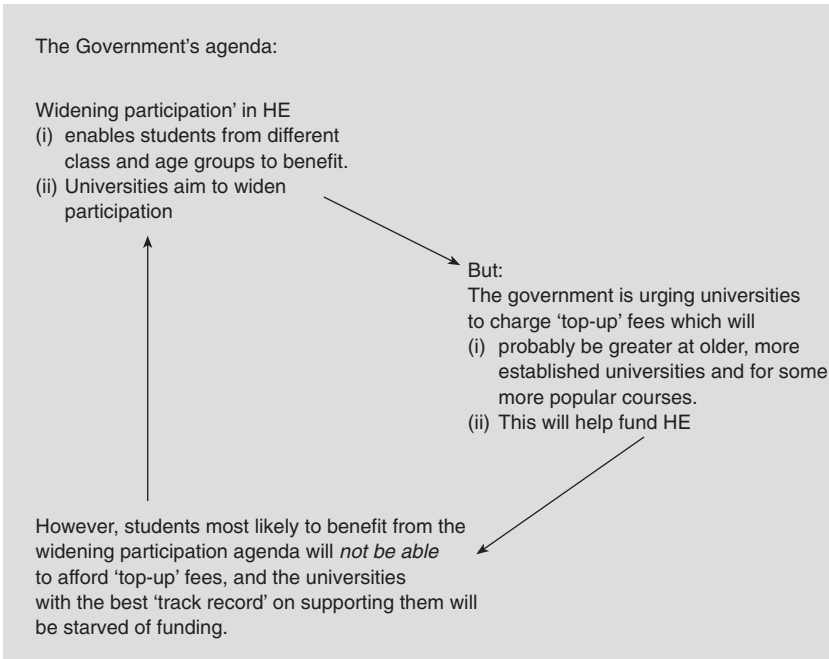 The Government’s agenda:
Widening participation’ in HE
(i) enables students from different
class and age groups to benefit.
(ii) Universities aim to widen
participation
But:
The government is urging universities
to charge ‘top-up’ fees which will
(i) probably be greater at older, more
established universities and for some
more popular courses.
(ii) This will help fund HE
However, students most likely to benefit from the
widening participation agenda will not be able
to afford ‘top-up’ fees, and the universities
with the best ‘track record’ on supporting them will
be starved of funding.